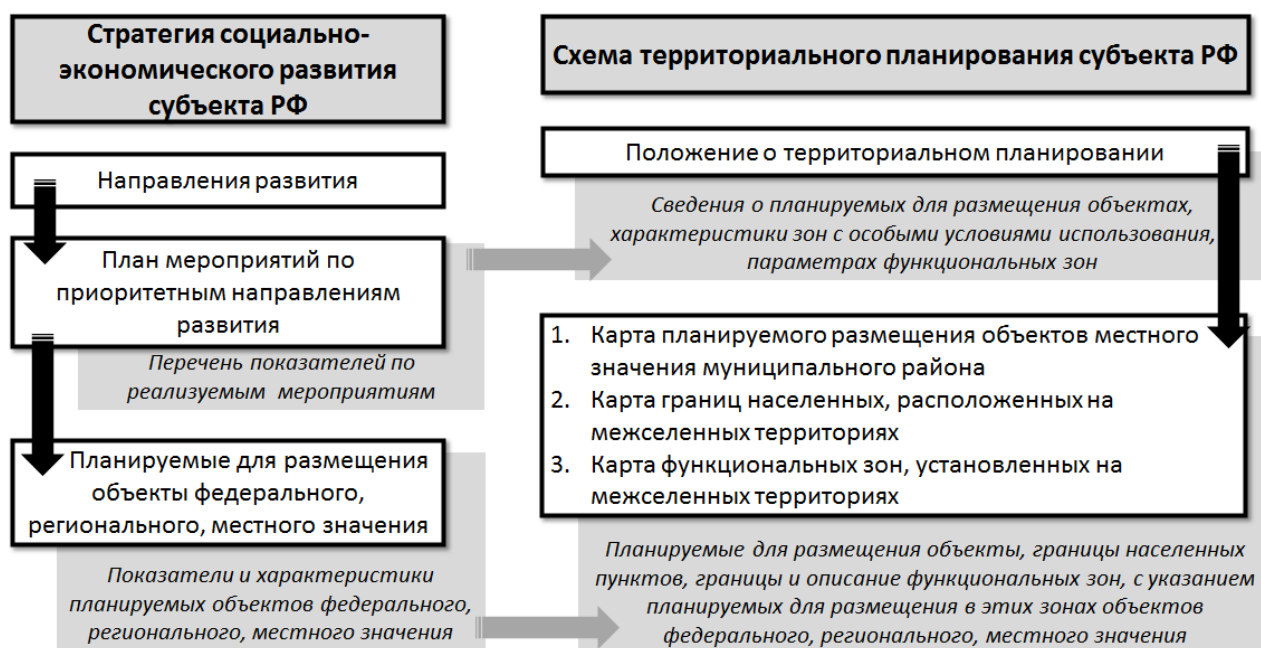 Стратегия социально-
экономического развития
субъекта РФ
Направления развития
План мероприятий по
приоритетным направлениям
развития
Перечень показателей по
реализуемым мероприятиям
Планируемые для размещения
объекты федерального,
регионального, местного значения
Показатели и характеристики
планируемых объектов федерального,
регионального, местного значения
Схема территориального планирования субъекта РФ
Положение о территориальном планировании
Сведения о планируемых для размещения объектах,
характеристики зон с особыми условиями использования,
параметрах функциональных зон
1. Карта планируемого размещения объектов местного
значения муниципального района
2. Карта границ населенных, расположенных на
межселенных территориях
3. Карта функциональных зон, установленных на
межселенных территориях
Планируемые для размещения объекты, границы населенных
пунктов, границы и описание функциональных зон, с указанием
планируемых для размещения в этих зонах объектов
федерального, регионального, местного значения